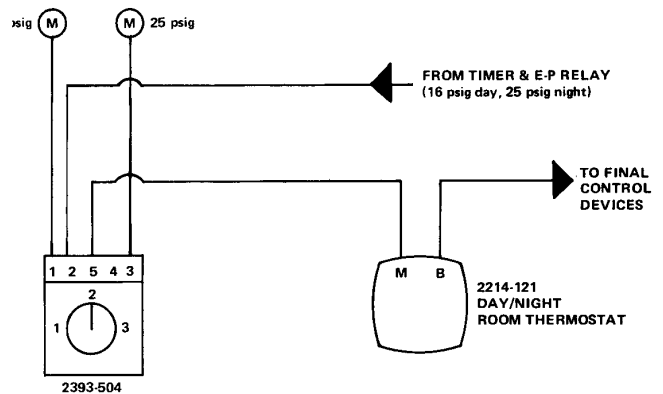 M M 25 psig
FROM TIMER & E-P RELAY
(16 psig day, 25 psig night)
TO FINAL
CONTROL
DEVICES
1 2 5 4 3
2
1 3
M B
2214-121
DAY/NIGHT
ROOM THERMOSTAT
2393-504